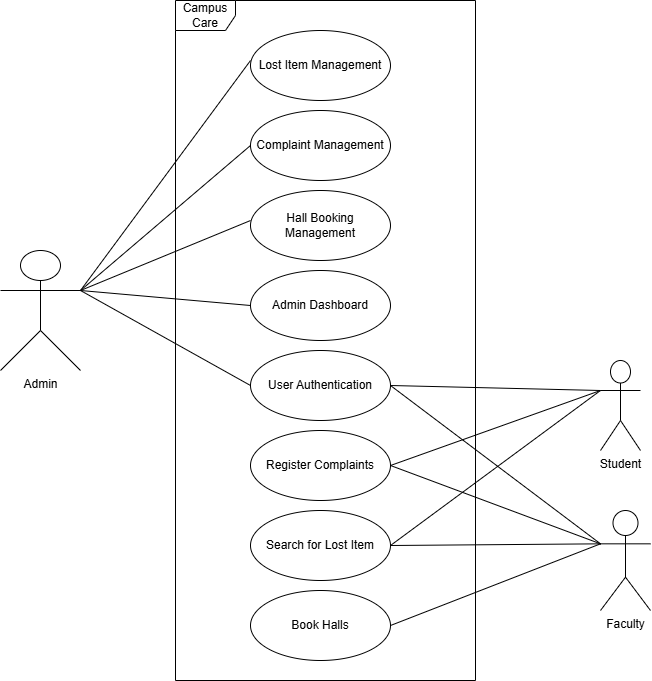 Campus
Care
Lost Item Management
Complaint Management
Hall Booking
Management
Admin Dashboard
User Authentication
Register Complaints
Search for Lost Item
Book Halls
Admin
Student
Faculty